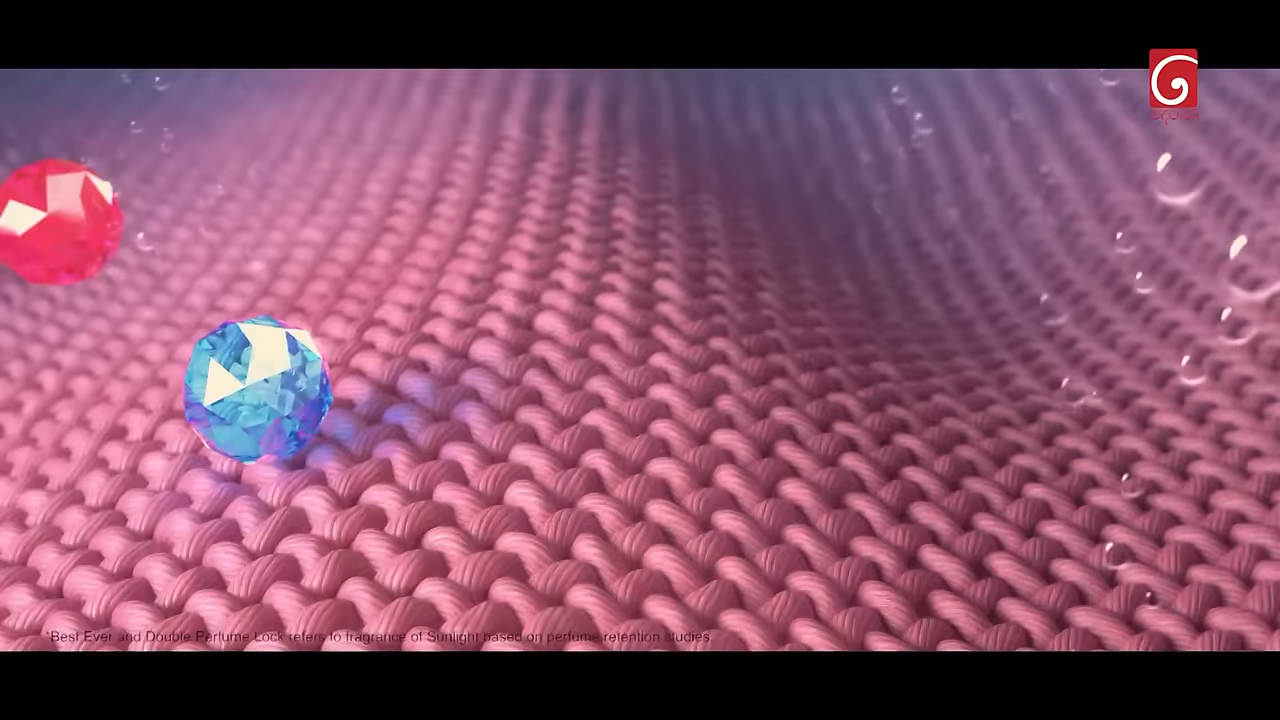 *Best Ever and Double Perfume Lock refers to fragrance of Sunlight based on perfume retention studies.